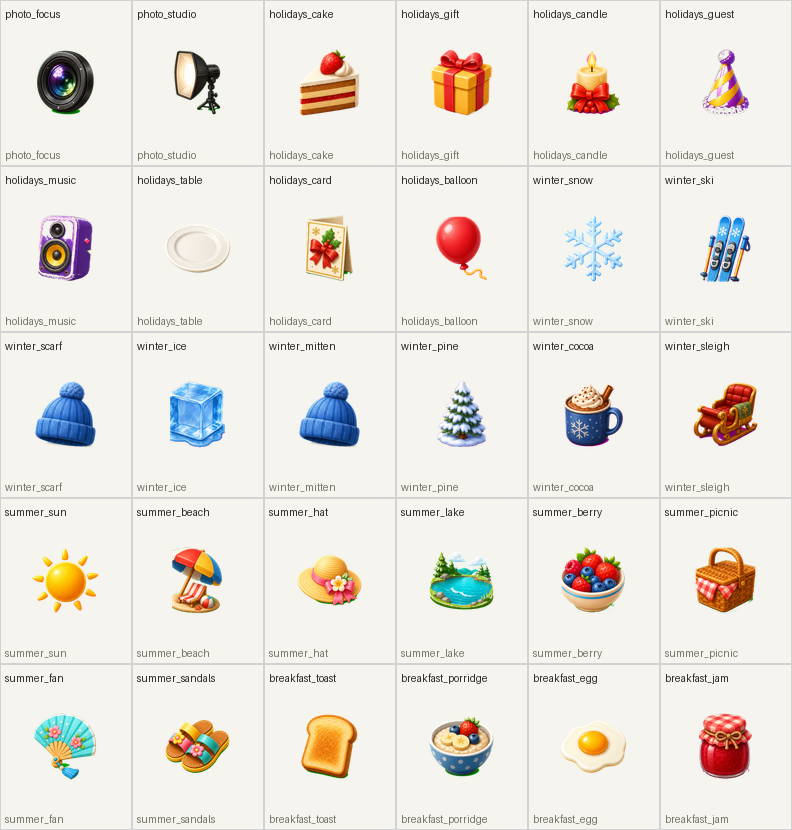 photo_focus photo_studio holidays_cake holidays_gift holidays_candle holidays_guest
photo_focus photo_studio holidays_cake holidays_gift holidays_candle holidays_guest
holidays_music holidays_table holidays_card holidays_balloon winter_snow winter_ski
holidays_music holidays_table holidays_card holidays_balloon winter_snow winter_ski
winter_scarf winter_ice winter_mitten winter_pine winter_cocoa winter_sleigh
winter_scarf winter_ice winter_mitten winter_pine winter_cocoa winter_sleigh
summer_sun summer_beach summer_hat summer_lake summer_berry summer_picnic
summer_sun summer_beach summer_hat summer_lake summer_berry summer_picnic
summer_fan summer_sandals breakfast_toast breakfast_porridge breakfast_egg breakfast_jam
summer_fan summer_sandals breakfast_toast breakfast_porridge breakfast_egg breakfast_jam